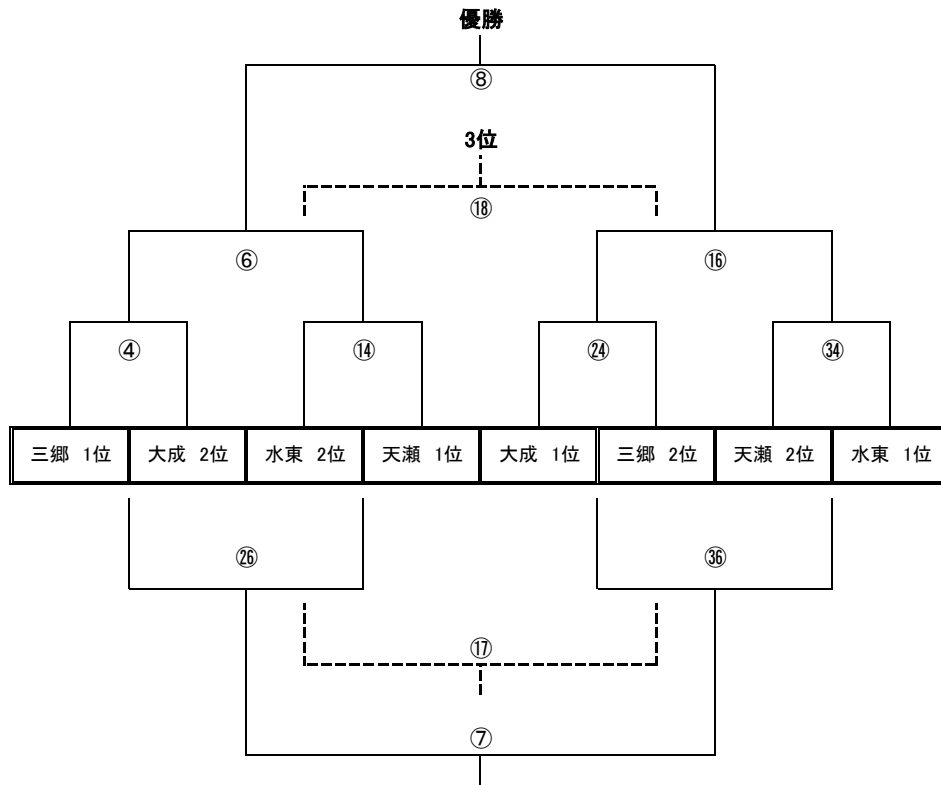 優勝
⑧
3位
⑱
⑥ ⑯
④ ⑭ ㉔ ㉞
三郷 1位 大成 2位 水東 2位 天瀬 1位 大成 1位 三郷 2位 天瀬 2位 水東 1位
㉖ ㊱
⑰
⑦